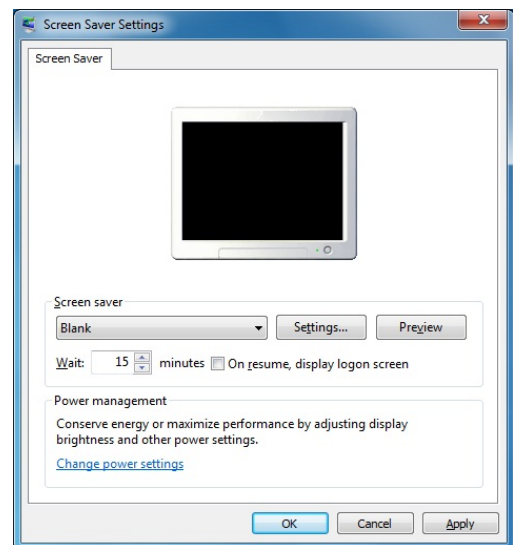 Screen Saver Settings
Screen Saver
Screen saver
Blank
Settings...
Preview
Wait: 15 minutes On resume, display logon screen
Power management
Conserve energy or maximize performance by adjusting display
brightness and other power settings.
Change power settings
OK
Cancel
Apply